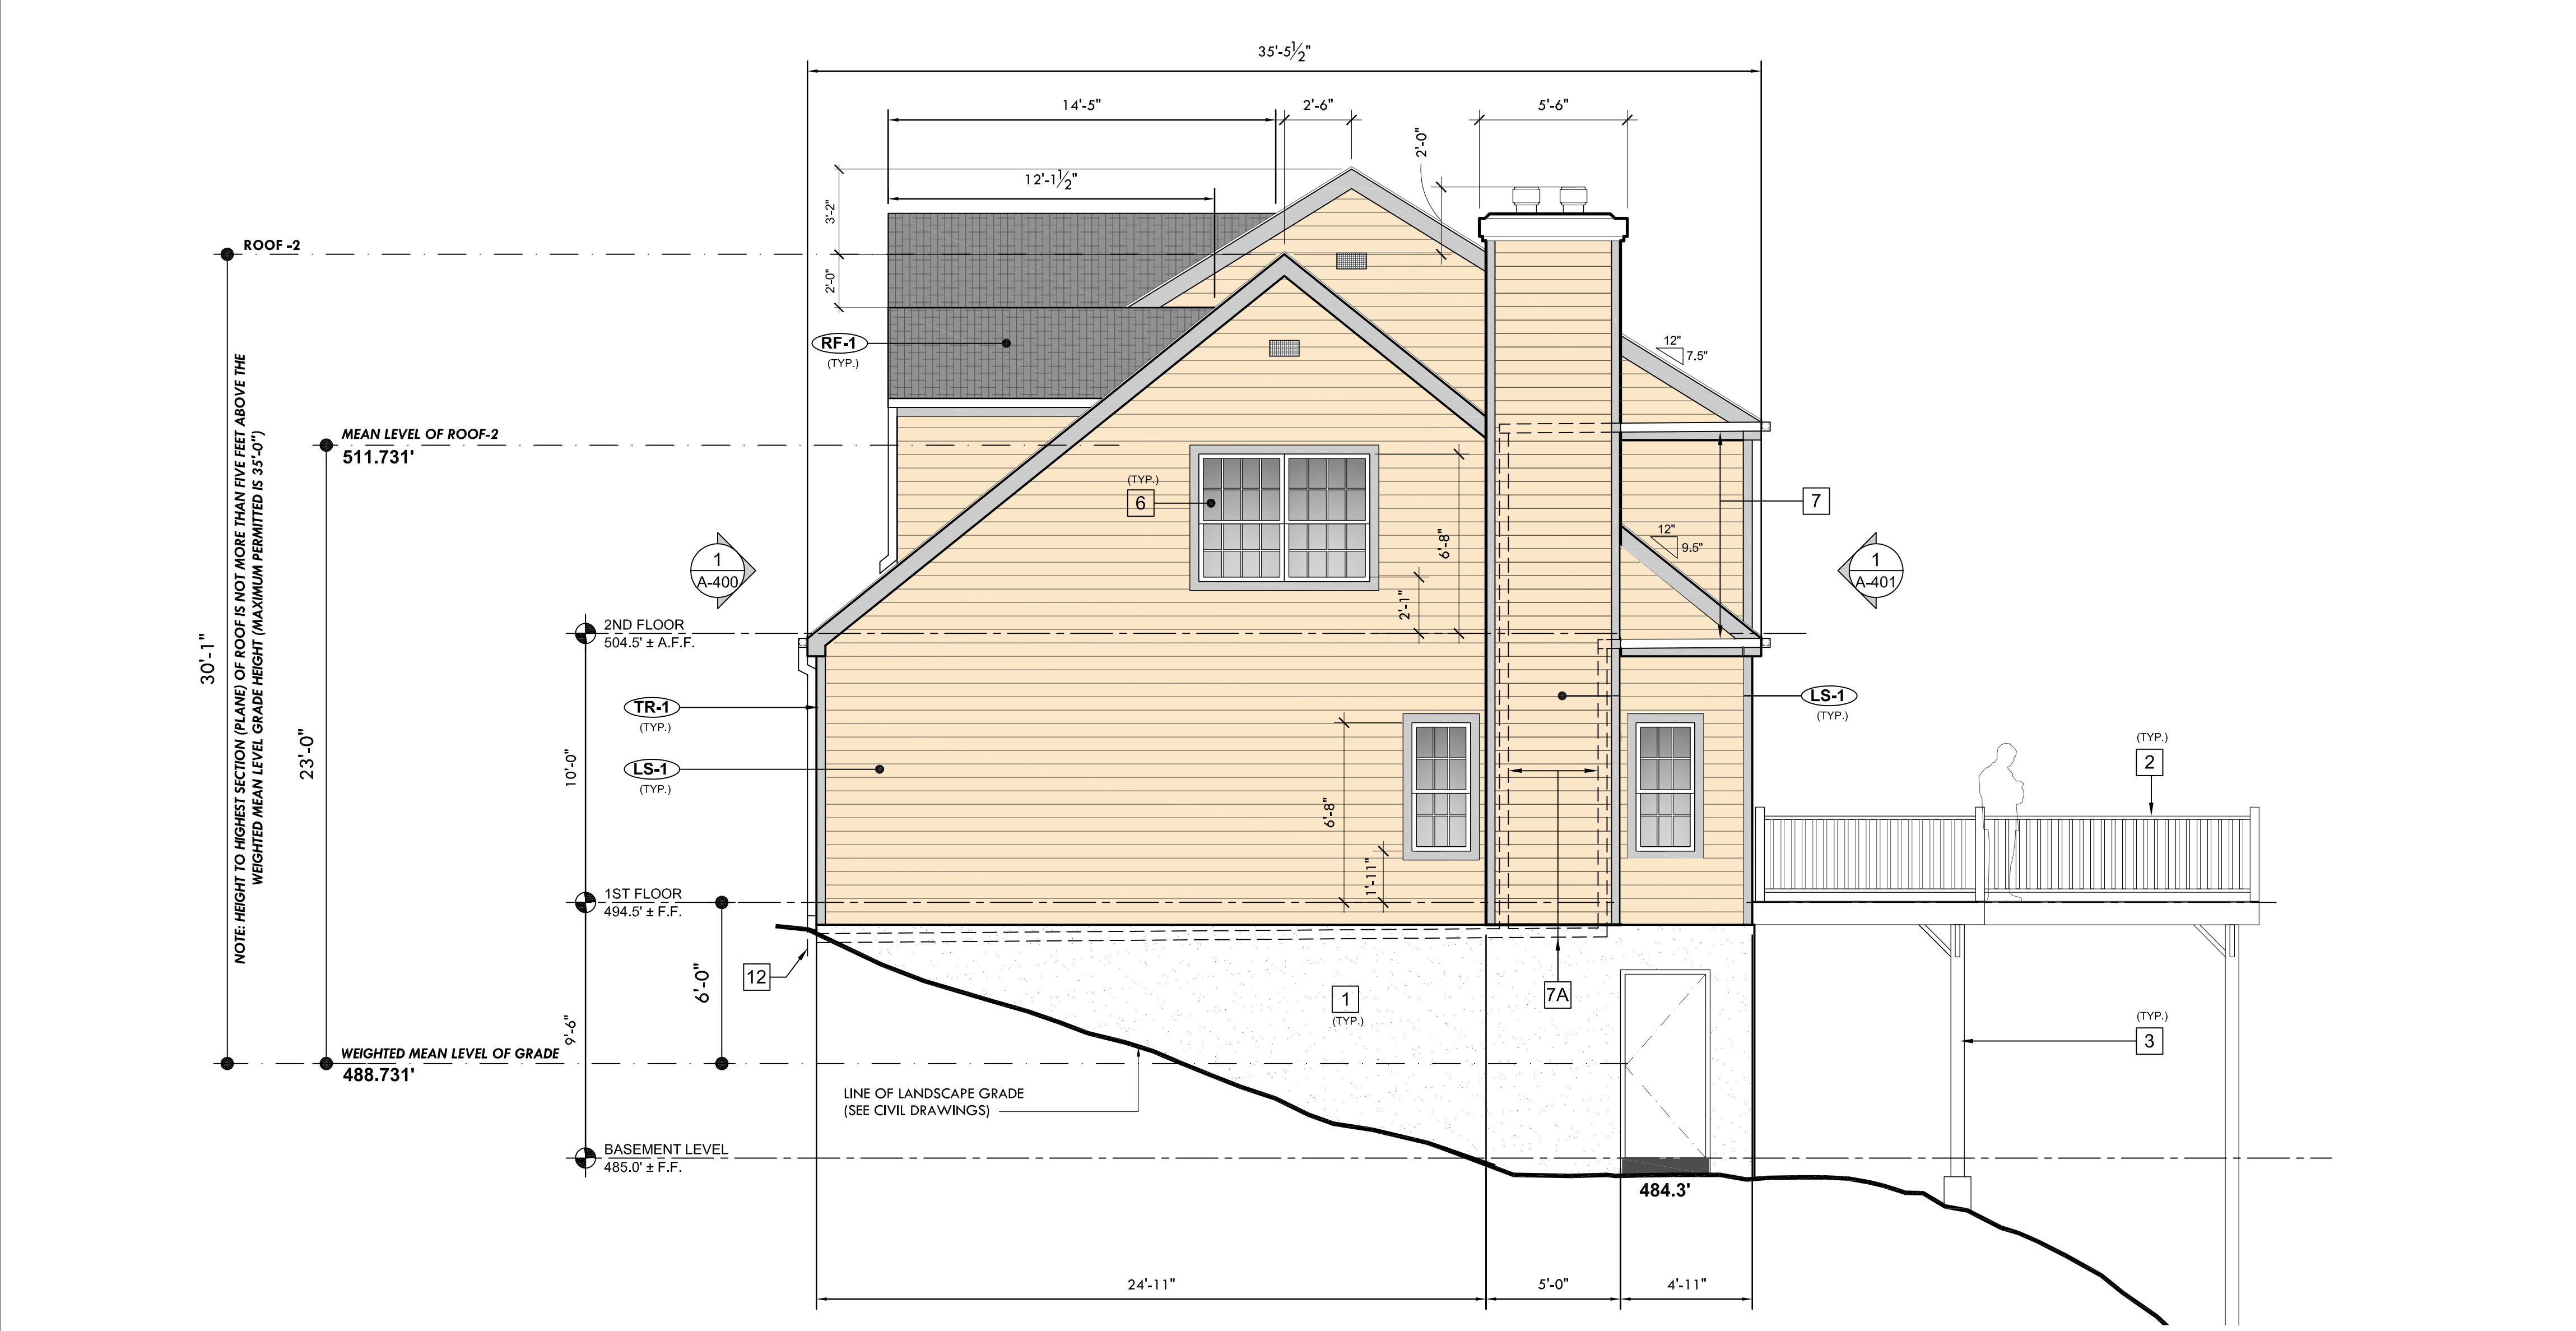 35'-5½"
14'-5"
2'-6"
5'-6"
2'-0"
12'-1½"
3'-2"
2'-0"
ROOF -2
RF-1
(TYP.)
12"
7.5"
MEAN LEVEL OF ROOF-2
511.731'
(TYP.)
6
7
6'-8"
2'-1"
12"
9.5"
1
A-400
1
A-401
NOTE: HEIGHT TO HIGHEST SECTION (PLANE) OF ROOF IS NOT MORE THAN FIVE FEET ABOVE THE
WEIGHTED MEAN LEVEL GRADE HEIGHT (MAXIMUM PERMITTED IS 35'-0")
30'-1"
23'-0"
2ND FLOOR
504.5' ± A.F.F.
TR-1
(TYP.)
LS-1
(TYP.)
LS-1
(TYP.)
10'-0"
6'-8"
1'-11"
(TYP.)
2
1ST FLOOR
494.5' ± F.F.
6'-0"
9'-6"
12
1
(TYP.)
7A
(TYP.)
3
WEIGHTED MEAN LEVEL OF GRADE
488.731'
LINE OF LANDSCAPE GRADE
(SEE CIVIL DRAWINGS)
BASEMENT LEVEL
485.0' ± F.F.
484.3'
24'-11"
5'-0"
4'-11"